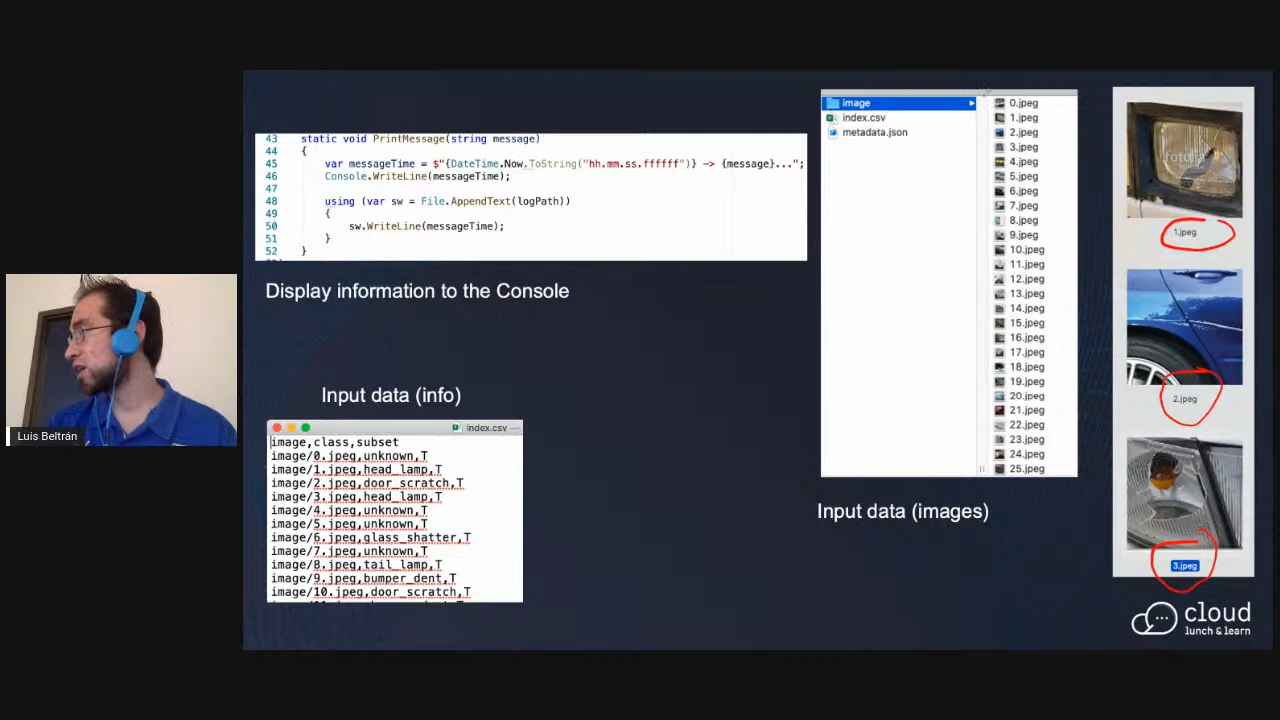 43 static void PrintMessage(string message)
44 {
45 var messageTime = $"{DateTime.Now.ToString("hh.mm.ss.ffffff")} -> {message}...";
46 Console.WriteLine(messageTime);
47
48 using (var sw = File.AppendText(logPath))
49 {
50 sw.WriteLine(messageTime);
51 }
52 }
Display information to the Console
Input data (info)
index.csv
image,class,subset
image/0.jpeg,unknown,T
image/1.jpeg,head_lamp,T
image/2.jpeg,door_scratch,T
image/3.jpeg,head_lamp,T
image/4.jpeg,unknown,T
image/5.jpeg,unknown,T
image/6.jpeg,glass_shatter,T
image/7.jpeg,unknown,T
image/8.jpeg,tail_lamp,T
image/9.jpeg,bumper_dent,T
image/10.jpeg,door_scratch,T
image
index.csv
metadata.json
0.jpeg
1.jpeg
2.jpeg
3.jpeg
4.jpeg
5.jpeg
6.jpeg
7.jpeg
8.jpeg
9.jpeg
10.jpeg
11.jpeg
12.jpeg
13.jpeg
14.jpeg
15.jpeg
16.jpeg
17.jpeg
18.jpeg
19.jpeg
20.jpeg
21.jpeg
22.jpeg
23.jpeg
24.jpeg
25.jpeg
Input data (images)
fotolia
1.jpeg
2.jpeg
3.jpeg
cloud
lunch & learn
Luis Beltrán